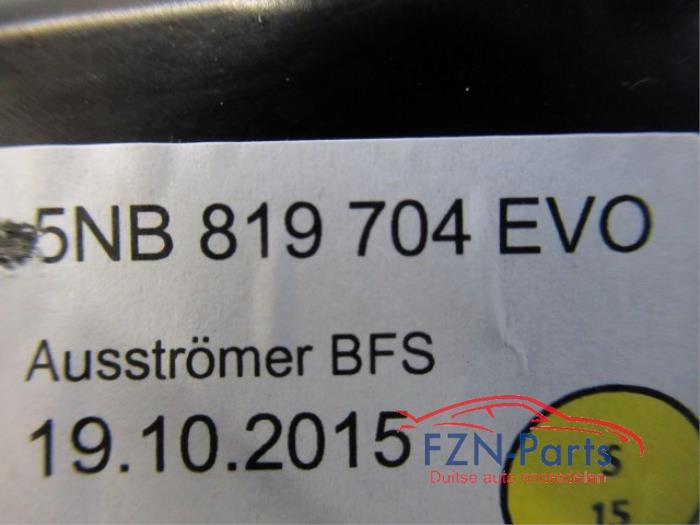 5NB 819 704 EVO
Ausströmer BFS
19.10.2015
FZN-Parts
Duitse auto onderdelen
S
15